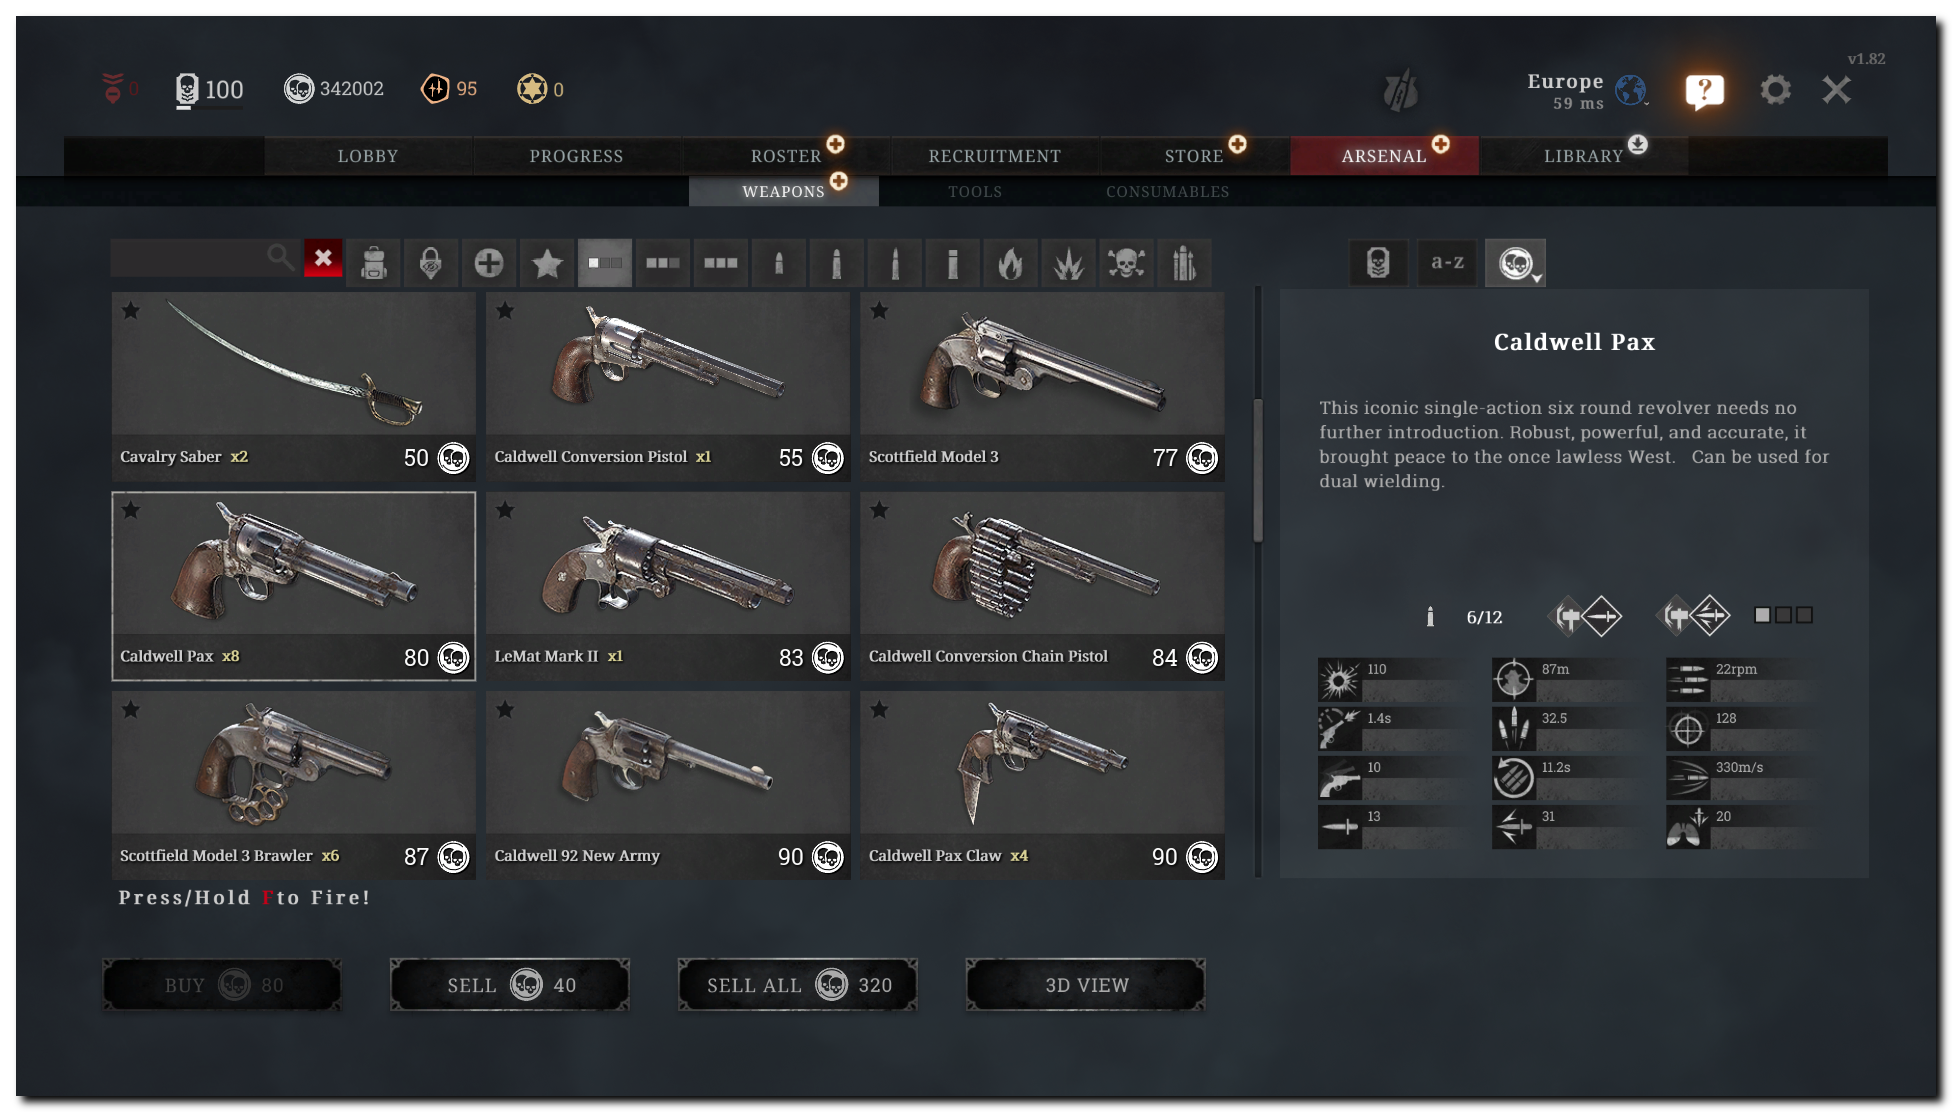 v1.82
0
100
342002
95
0
Europe
59 ms
?
LOBBY
PROGRESS
ROSTER
RECRUITMENT
STORE
ARSENAL
LIBRARY
WEAPONS
TOOLS
CONSUMABLES
a-z
Cavalry Saber x2 50
Caldwell Conversion Pistol x1 55
Scottfield Model 3 77
Caldwell Pax x8 80
LeMat Mark II x1 83
Caldwell Conversion Chain Pistol 84
Scottfield Model 3 Brawler x6 87
Caldwell 92 New Army 90
Caldwell Pax Claw x4 90
Press/Hold F to Fire!
BUY 80
SELL 40
SELL ALL 320
3D VIEW
Caldwell Pax
This iconic single-action six round revolver needs no
further introduction. Robust, powerful, and accurate, it
brought peace to the once lawless West. Can be used for
dual wielding.
6/12
110
87m
22rpm
1.4s
32.5
128
10
11.2s
330m/s
13
31
20